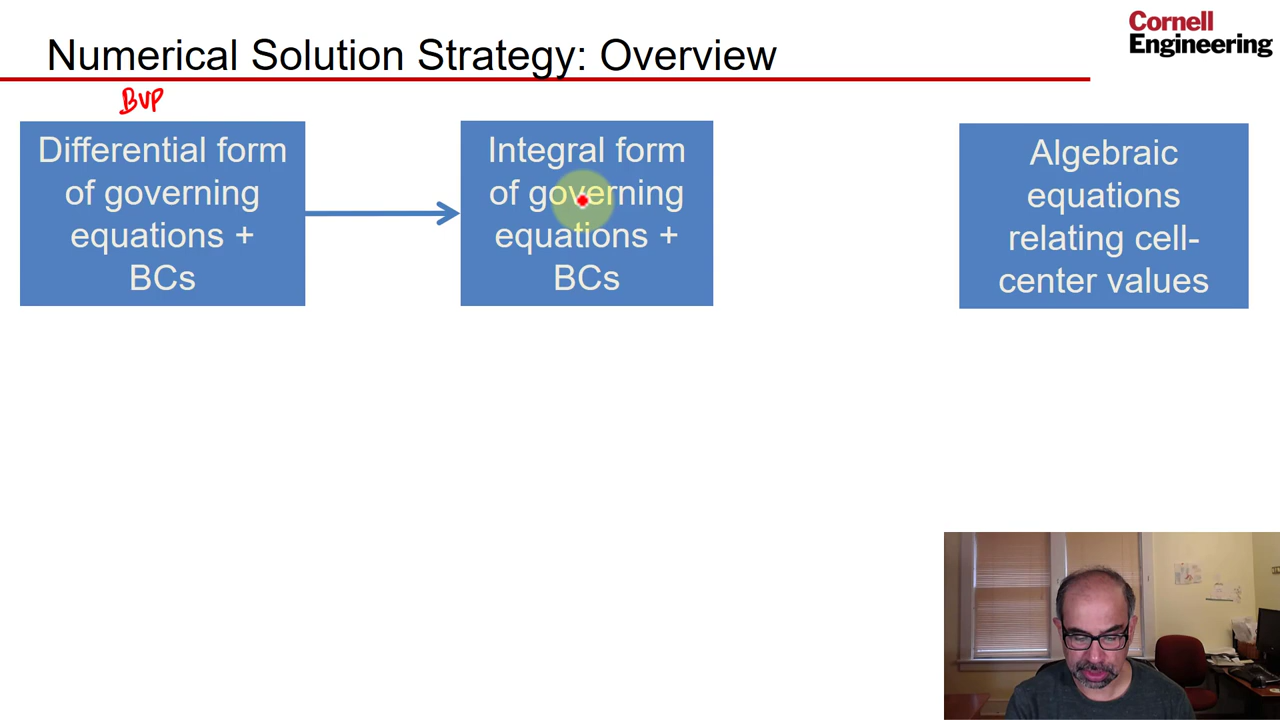 Cornell
Engineering
Numerical Solution Strategy: Overview
BVP
Differential form
of governing
equations +
BCs
Integral form
of governing
equations +
BCs
Algebraic
equations
relating cell-
center values